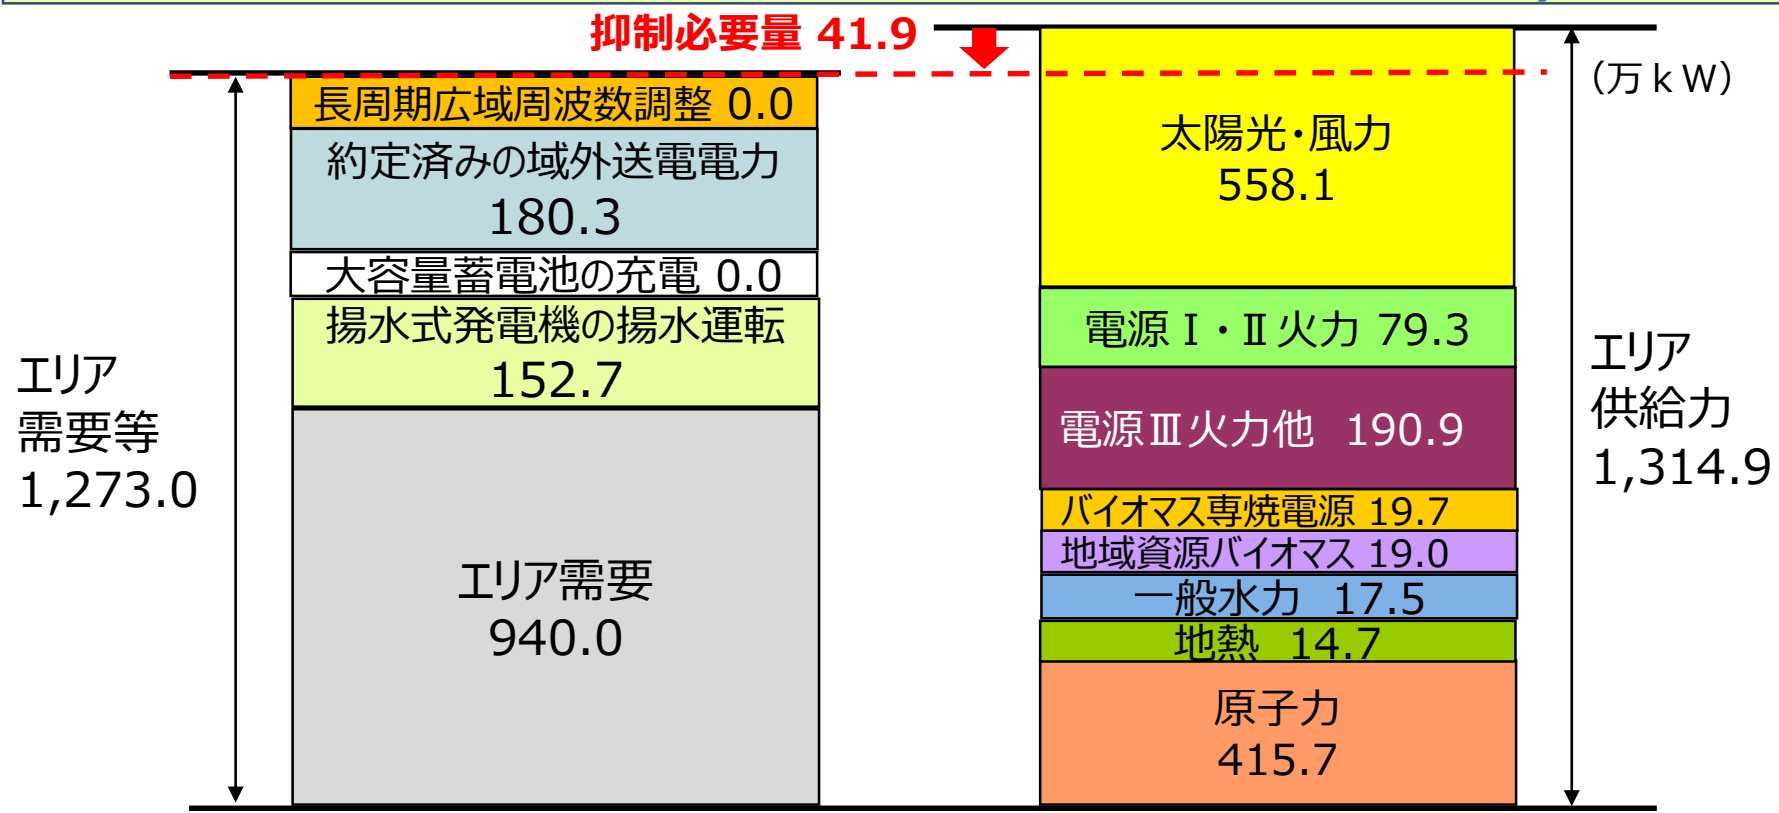 抑制必要量 41.9
(万ｋW)
長周期広域周波数調整 0.0
約定済みの域外送電電力
180.3
大容量蓄電池の充電 0.0
揚水式発電機の揚水運転
152.7
エリア需要
940.0
エリア
需要等
1,273.0
太陽光・風力
558.1
電源Ⅰ・Ⅱ火力 79.3
電源Ⅲ火力他 190.9
バイオマス専焼電源 19.7
地域資源バイオマス 19.0
一般水力 17.5
地熱 14.7
原子力
415.7
エリア
供給力
1,314.9